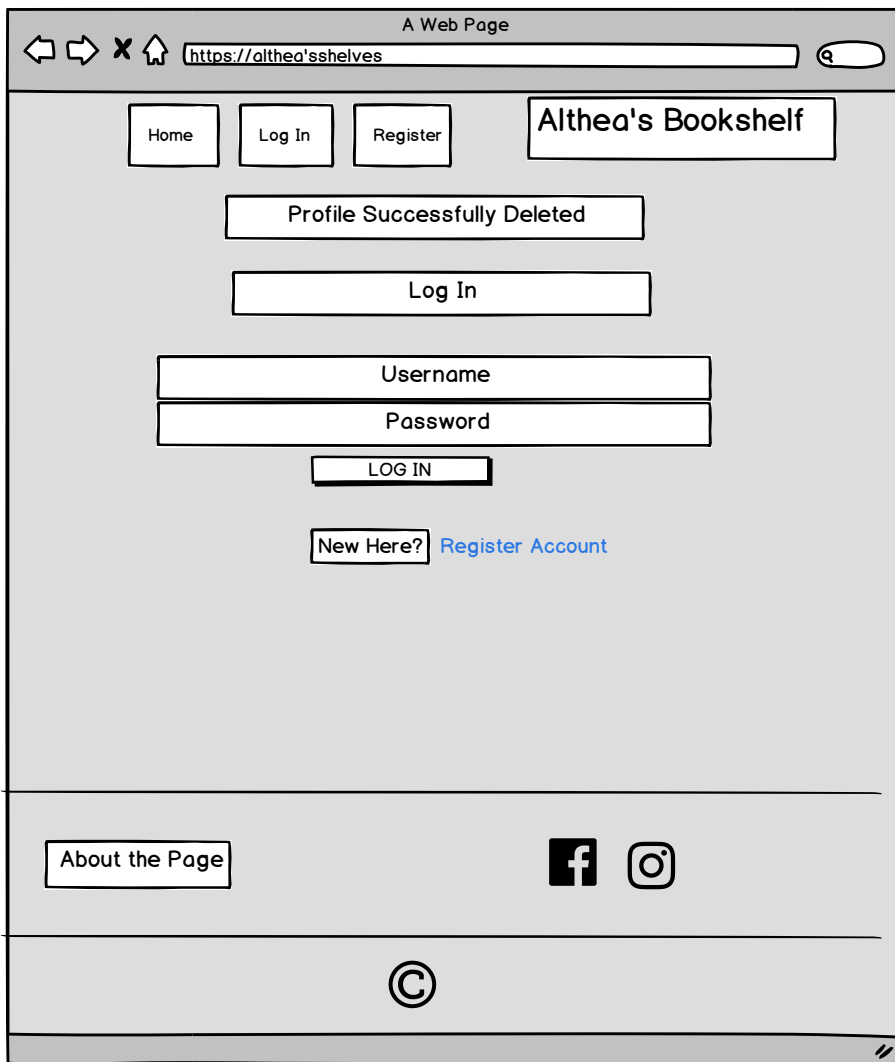 A Web Page
https://althea'sshelves
Home
Log In
Register
Althea's Bookshelf
Profile Successfully Deleted
Log In
Username
Password
LOG IN
New Here? Register Account
About the Page
©